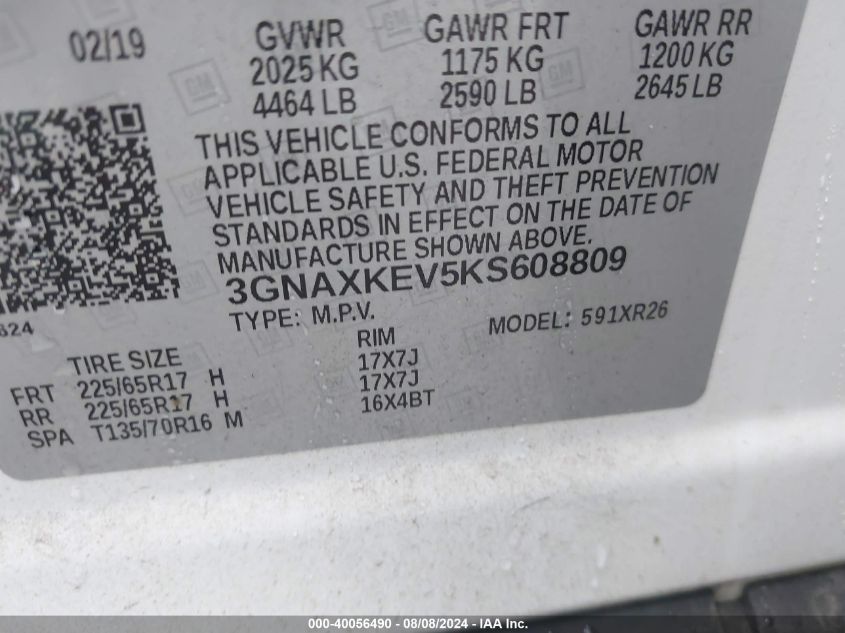 02/19 GVWR GAWR FRT GAWR RR
2025 KG 1175 KG 1200 KG
4464 LB 2590 LB 2645 LB
THIS VEHICLE CONFORMS TO ALL
APPLICABLE U.S. FEDERAL MOTOR
VEHICLE SAFETY AND THEFT PREVENTION
STANDARDS IN EFFECT ON THE DATE OF
MANUFACTURE SHOWN ABOVE.
3GNAXKEV5KS608809
TYPE: M.P.V. MODEL: 591XR26
TIRE SIZE RIM
FRT 225/65R17 H 17X7J
RR 225/65R17 H 17X7J
SPA T135/70R16 M 16X4BT
GM
000-40056490 - 08/08/2024 - IAA Inc.